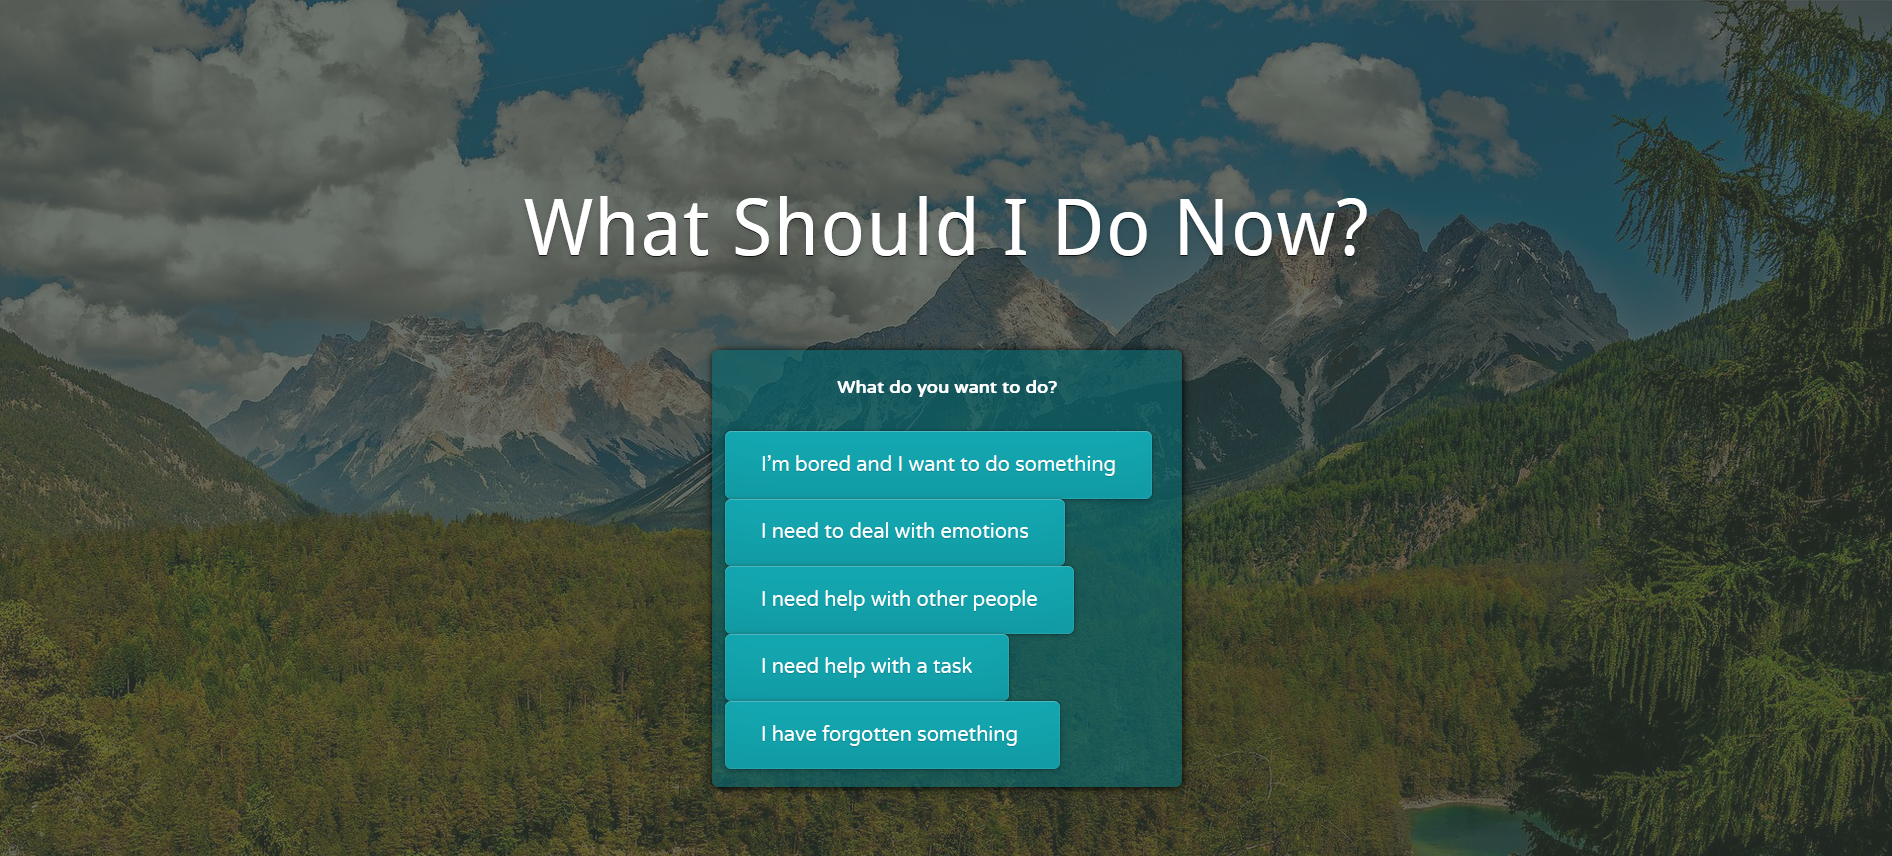 What Should I Do Now?
What do you want to do?
I’m bored and I want to do something
I need to deal with emotions
I need help with other people
I need help with a task
I have forgotten something